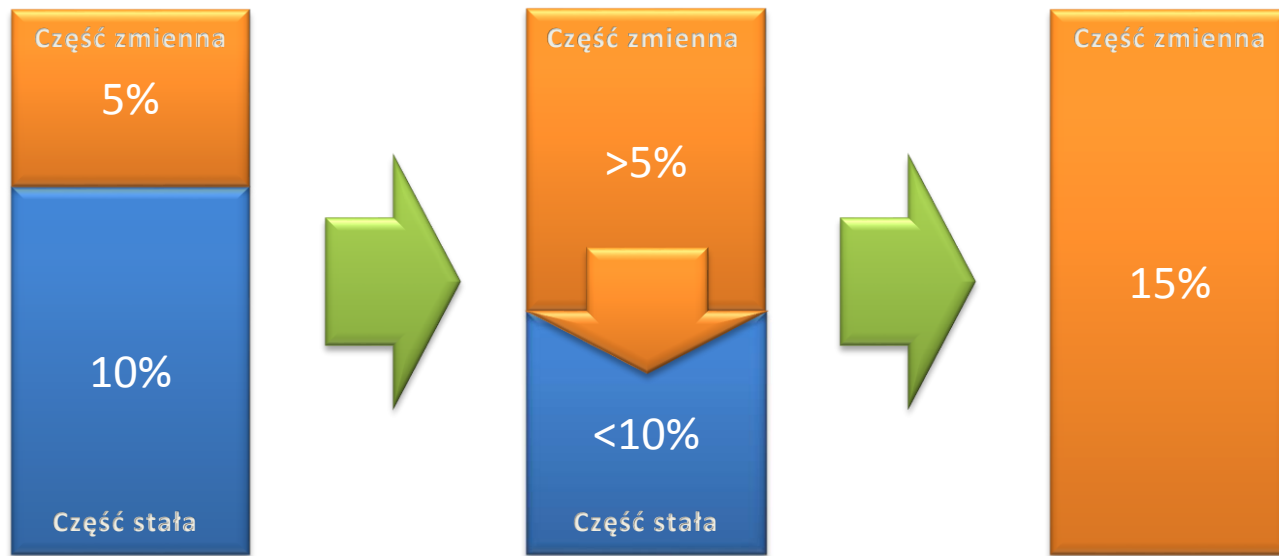 Część zmienna
5%
10%
Część stała
Część zmienna
>5%
<10%
Część stała
Część zmienna
15%